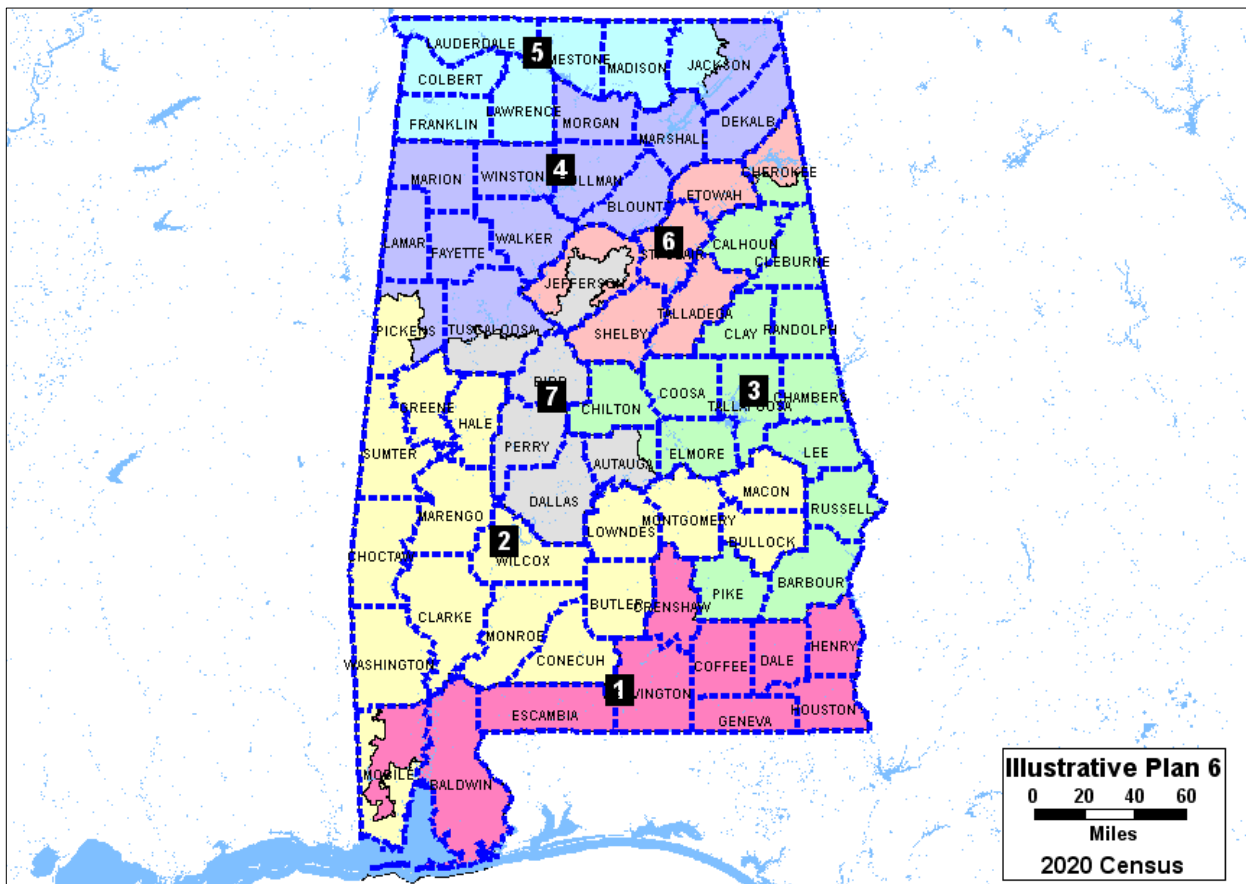 LAUDERDALE
5
MESTONE
MADISON
JACKSON
COLBERT
LAWRENCE
FRANKLIN
MORGAN
MARSHALL
DEKALB
4
MARION
WINSTON
ULLMAN
CHEROKEE
ETOWAH
BLOUNT
LAMAR
FAYETTE
WALKER
6
CALHOUN
CLEBURNE
JEFFERSON
PICKENS
TUSCALOOSA
SHELBY
TALLADEGA
CLAY
RANDOLPH
BIBB
7
3
GREENE
HALE
CHILTON
COOSA
TALLAPOOSA
CHAMBERS
SUMTER
PERRY
AUTAUGA
ELMORE
LEE
MARENGO
DALLAS
LOWNDES
MONTGOMERY
MACON
RUSSELL
CHOCTAW
2
WILCOX
BULLOCK
CLARKE
BUTLER
CRENSHAW
PIKE
BARBOUR
WASHINGTON
MONROE
CONECUH
COFFEE
DALE
HENRY
1
ESCAMBIA
VINGTON
GENEVA
HOUSTON
MOBILE
BALDWIN
Illustrative Plan 6
0 20 40 60
Miles
2020 Census